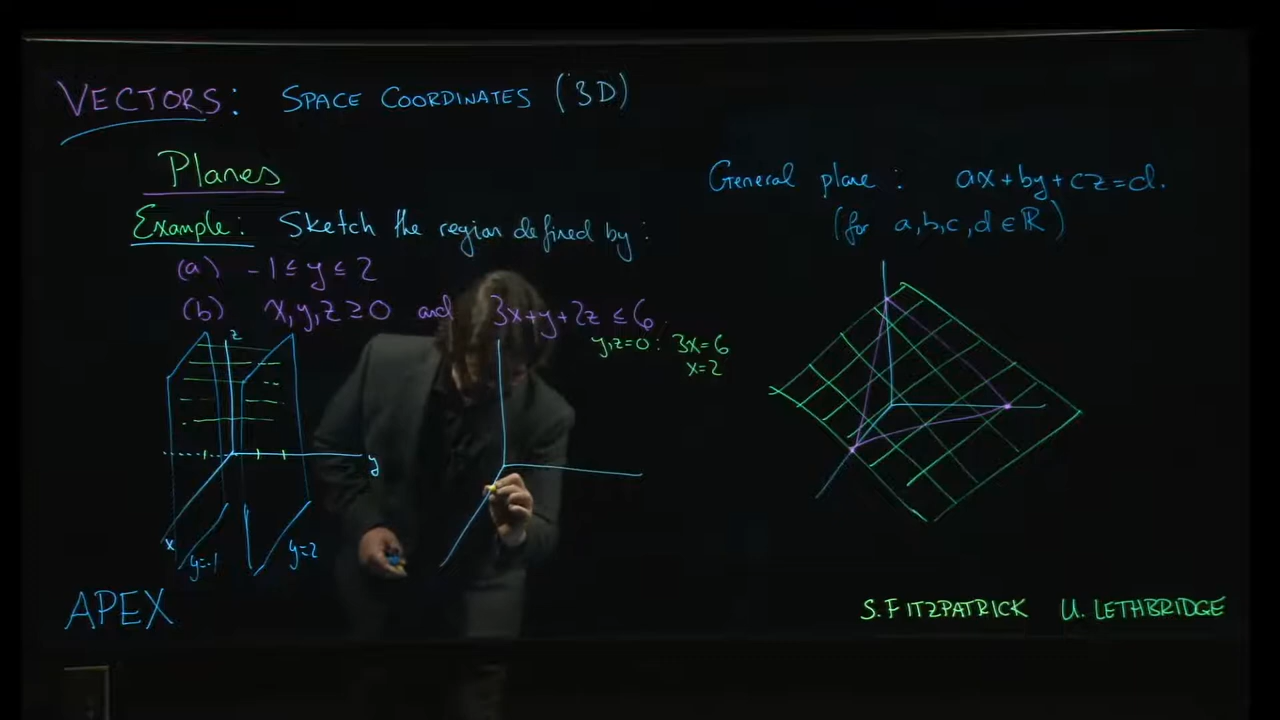 VECTORS: SPACE COORDINATES (3D)
Planes
Example: Sketch the region defined by:
(a) -1 ≤ y ≤ 2
(b) x,y,z ≥ 0 and 3x+y+2z ≤ 6.
y,z=0: 3x=6
x=2
z
y
x
y=-1
y=2
General plane: ax+by+cz=d.
(for a,b,c,d ∈ ℝ)
APEX
S.FITZPATRICK U. LETHBRIDGE